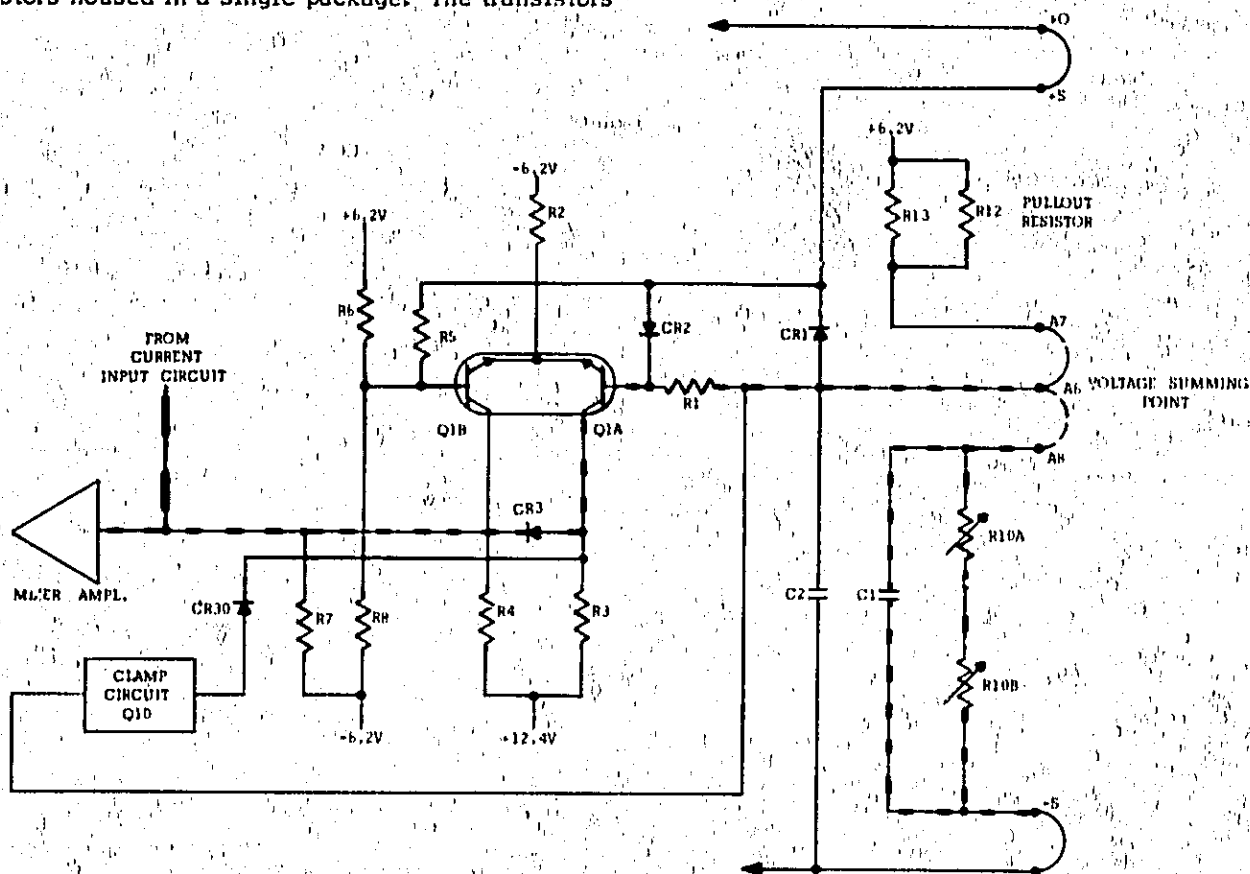 stors housed in a single package. The transistors
+O
+S
+6.2V
-6.2V
R13
R12
PULLOUT
RESISTOR
R2
+6.2V
R6
R5
CR2
CR1
A7
FROM
CURRENT
INPUT CIRCUIT
R1
A6
VOLTAGE SUMMING
POINT
Q1B
Q1A
A8
CR3
R10A
MIXER AMPL.
CR30
R7
R8
R4
R3
C2
C1
CLAMP
CIRCUIT
Q10
R10B
-6.2V
+12.4V
-S